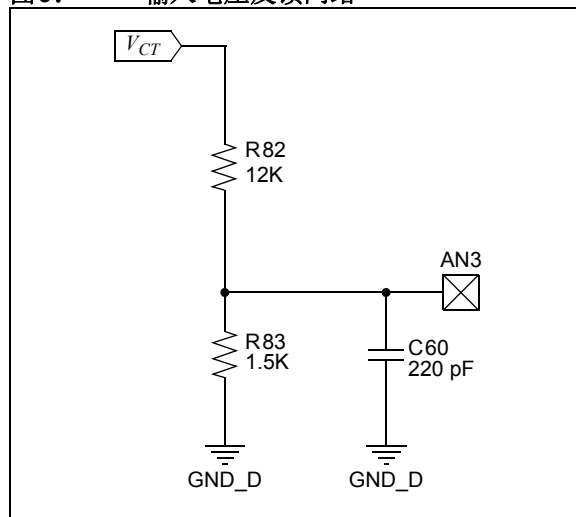 V_CT
R82
12K
AN3
R83
1.5K
C60
220 pF
GND_D
GND_D